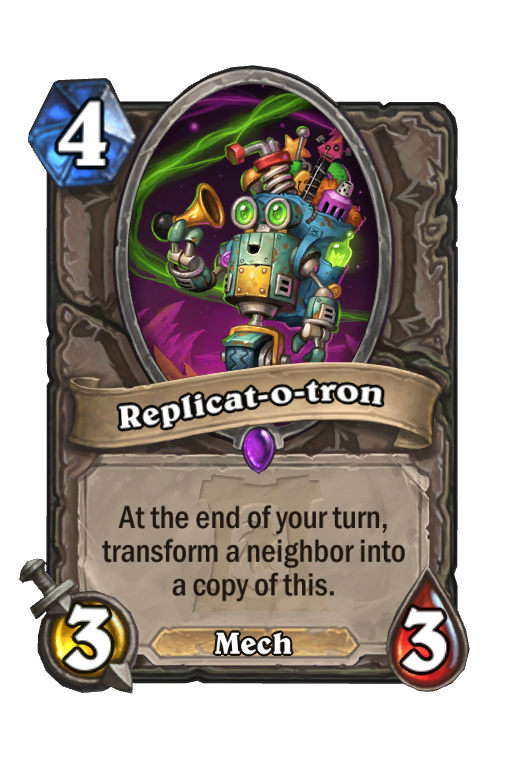 4
Replicat-o-tron
At the end of your turn,
transform a neighbor into
a copy of this.
3
Mech
3